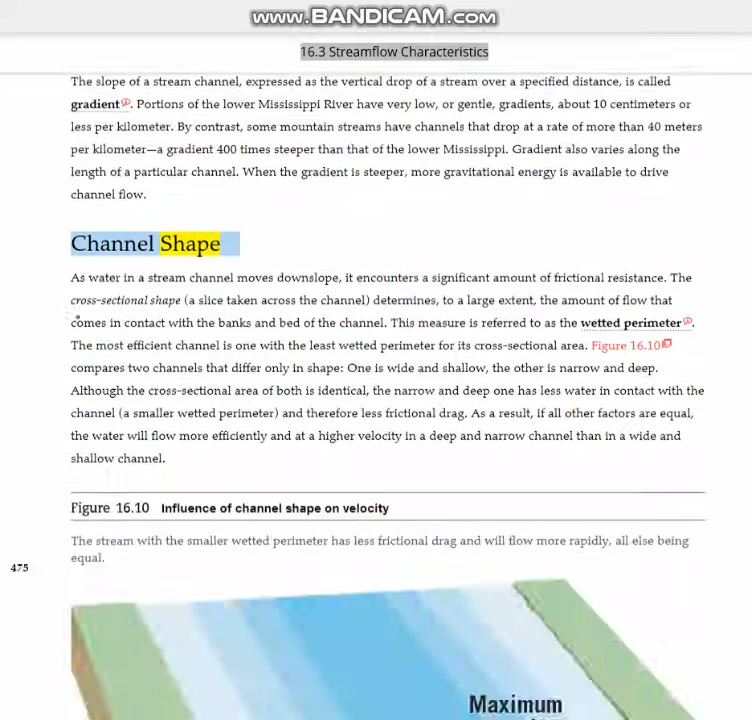 www.BANDICAM.com
16.3 Streamflow Characteristics
The slope of a stream channel, expressed as the vertical drop of a stream over a specified distance, is called
gradient. Portions of the lower Mississippi River have very low, or gentle, gradients, about 10 centimeters or
less per kilometer. By contrast, some mountain streams have channels that drop at a rate of more than 40 meters
per kilometer—a gradient 400 times steeper than that of the lower Mississippi. Gradient also varies along the
length of a particular channel. When the gradient is steeper, more gravitational energy is available to drive
channel flow.
Channel Shape
As water in a stream channel moves downslope, it encounters a significant amount of frictional resistance. The
cross-sectional shape (a slice taken across the channel) determines, to a large extent, the amount of flow that
comes in contact with the banks and bed of the channel. This measure is referred to as the wetted perimeter.
The most efficient channel is one with the least wetted perimeter for its cross-sectional area. Figure 16.10
compares two channels that differ only in shape: One is wide and shallow, the other is narrow and deep.
Although the cross-sectional area of both is identical, the narrow and deep one has less water in contact with the
channel (a smaller wetted perimeter) and therefore less frictional drag. As a result, if all other factors are equal,
the water will flow more efficiently and at a higher velocity in a deep and narrow channel than in a wide and
shallow channel.
Figure 16.10 Influence of channel shape on velocity
The stream with the smaller wetted perimeter has less frictional drag and will flow more rapidly, all else being
equal.
475
Maximum